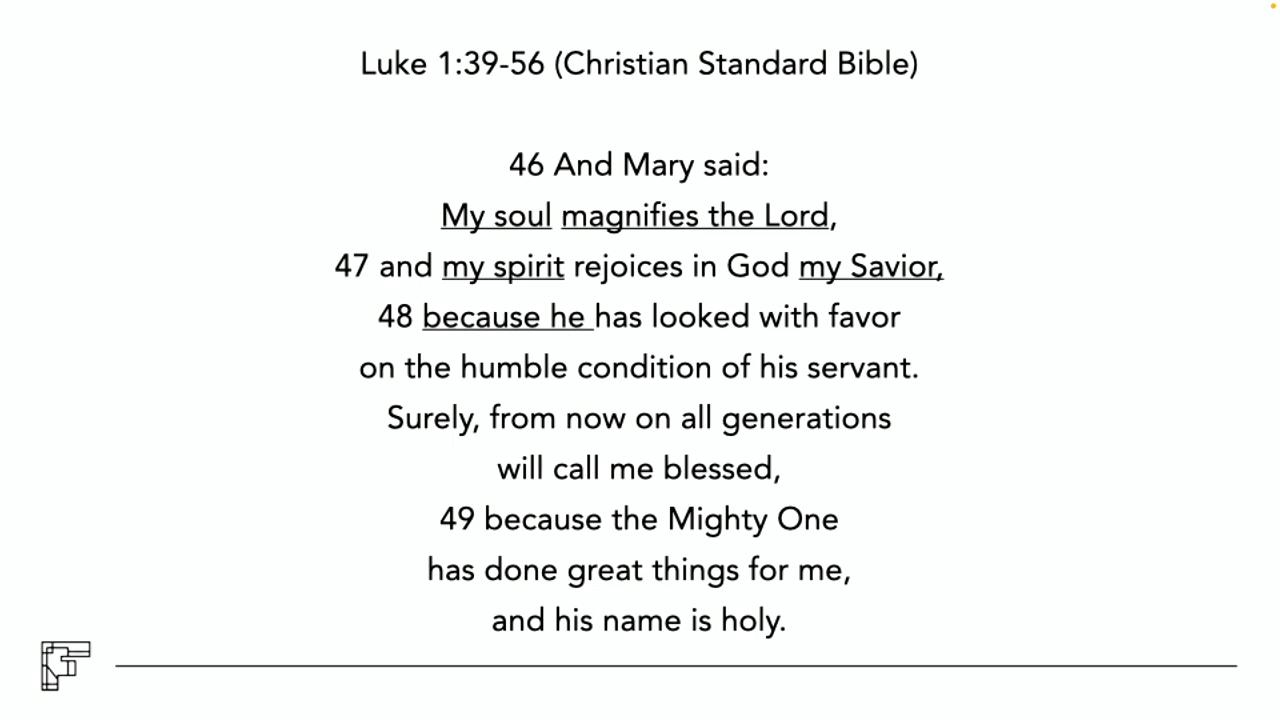 Luke 1:39-56 (Christian Standard Bible)
46 And Mary said:
My soul magnifies the Lord,
47 and my spirit rejoices in God my Savior,
48 because he has looked with favor
on the humble condition of his servant.
Surely, from now on all generations
will call me blessed,
49 because the Mighty One
has done great things for me,
and his name is holy.